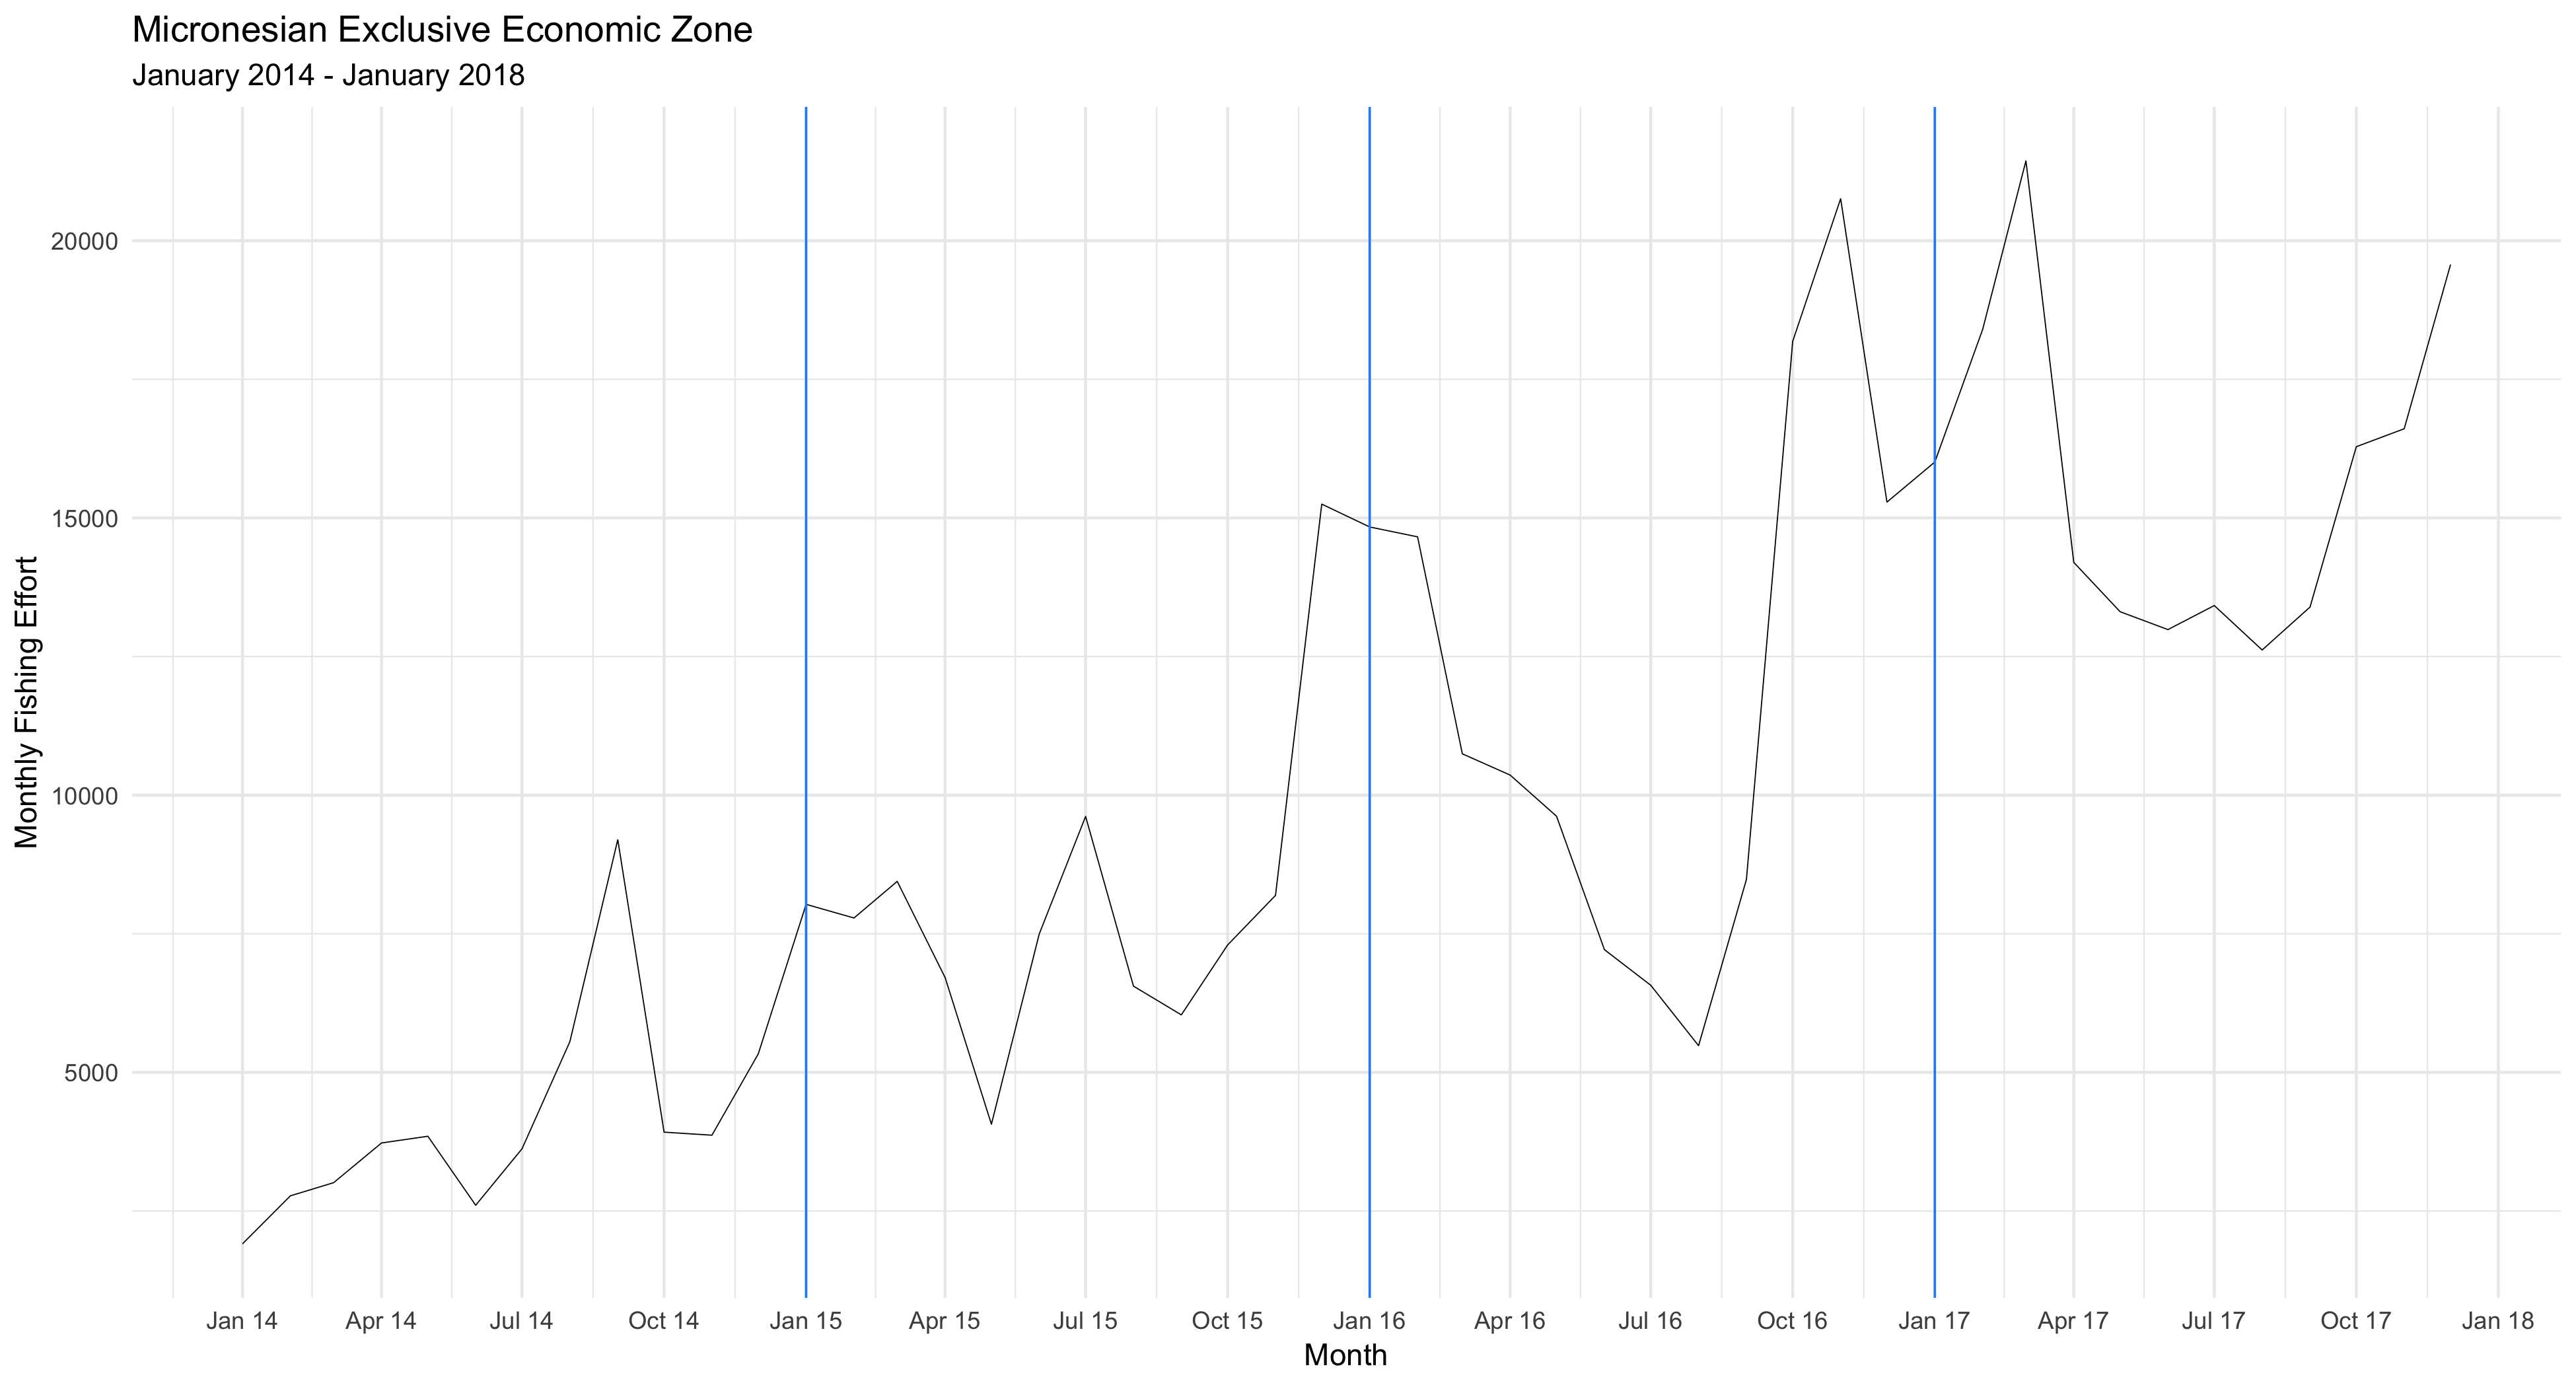 Micronesian Exclusive Economic Zone
January 2014 - January 2018
Monthly Fishing Effort
20000
15000
10000
5000
Jan 14 Apr 14 Jul 14 Oct 14 Jan 15 Apr 15 Jul 15 Oct 15 Jan 16 Apr 16 Jul 16 Oct 16 Jan 17 Apr 17 Jul 17 Oct 17 Jan 18
Month